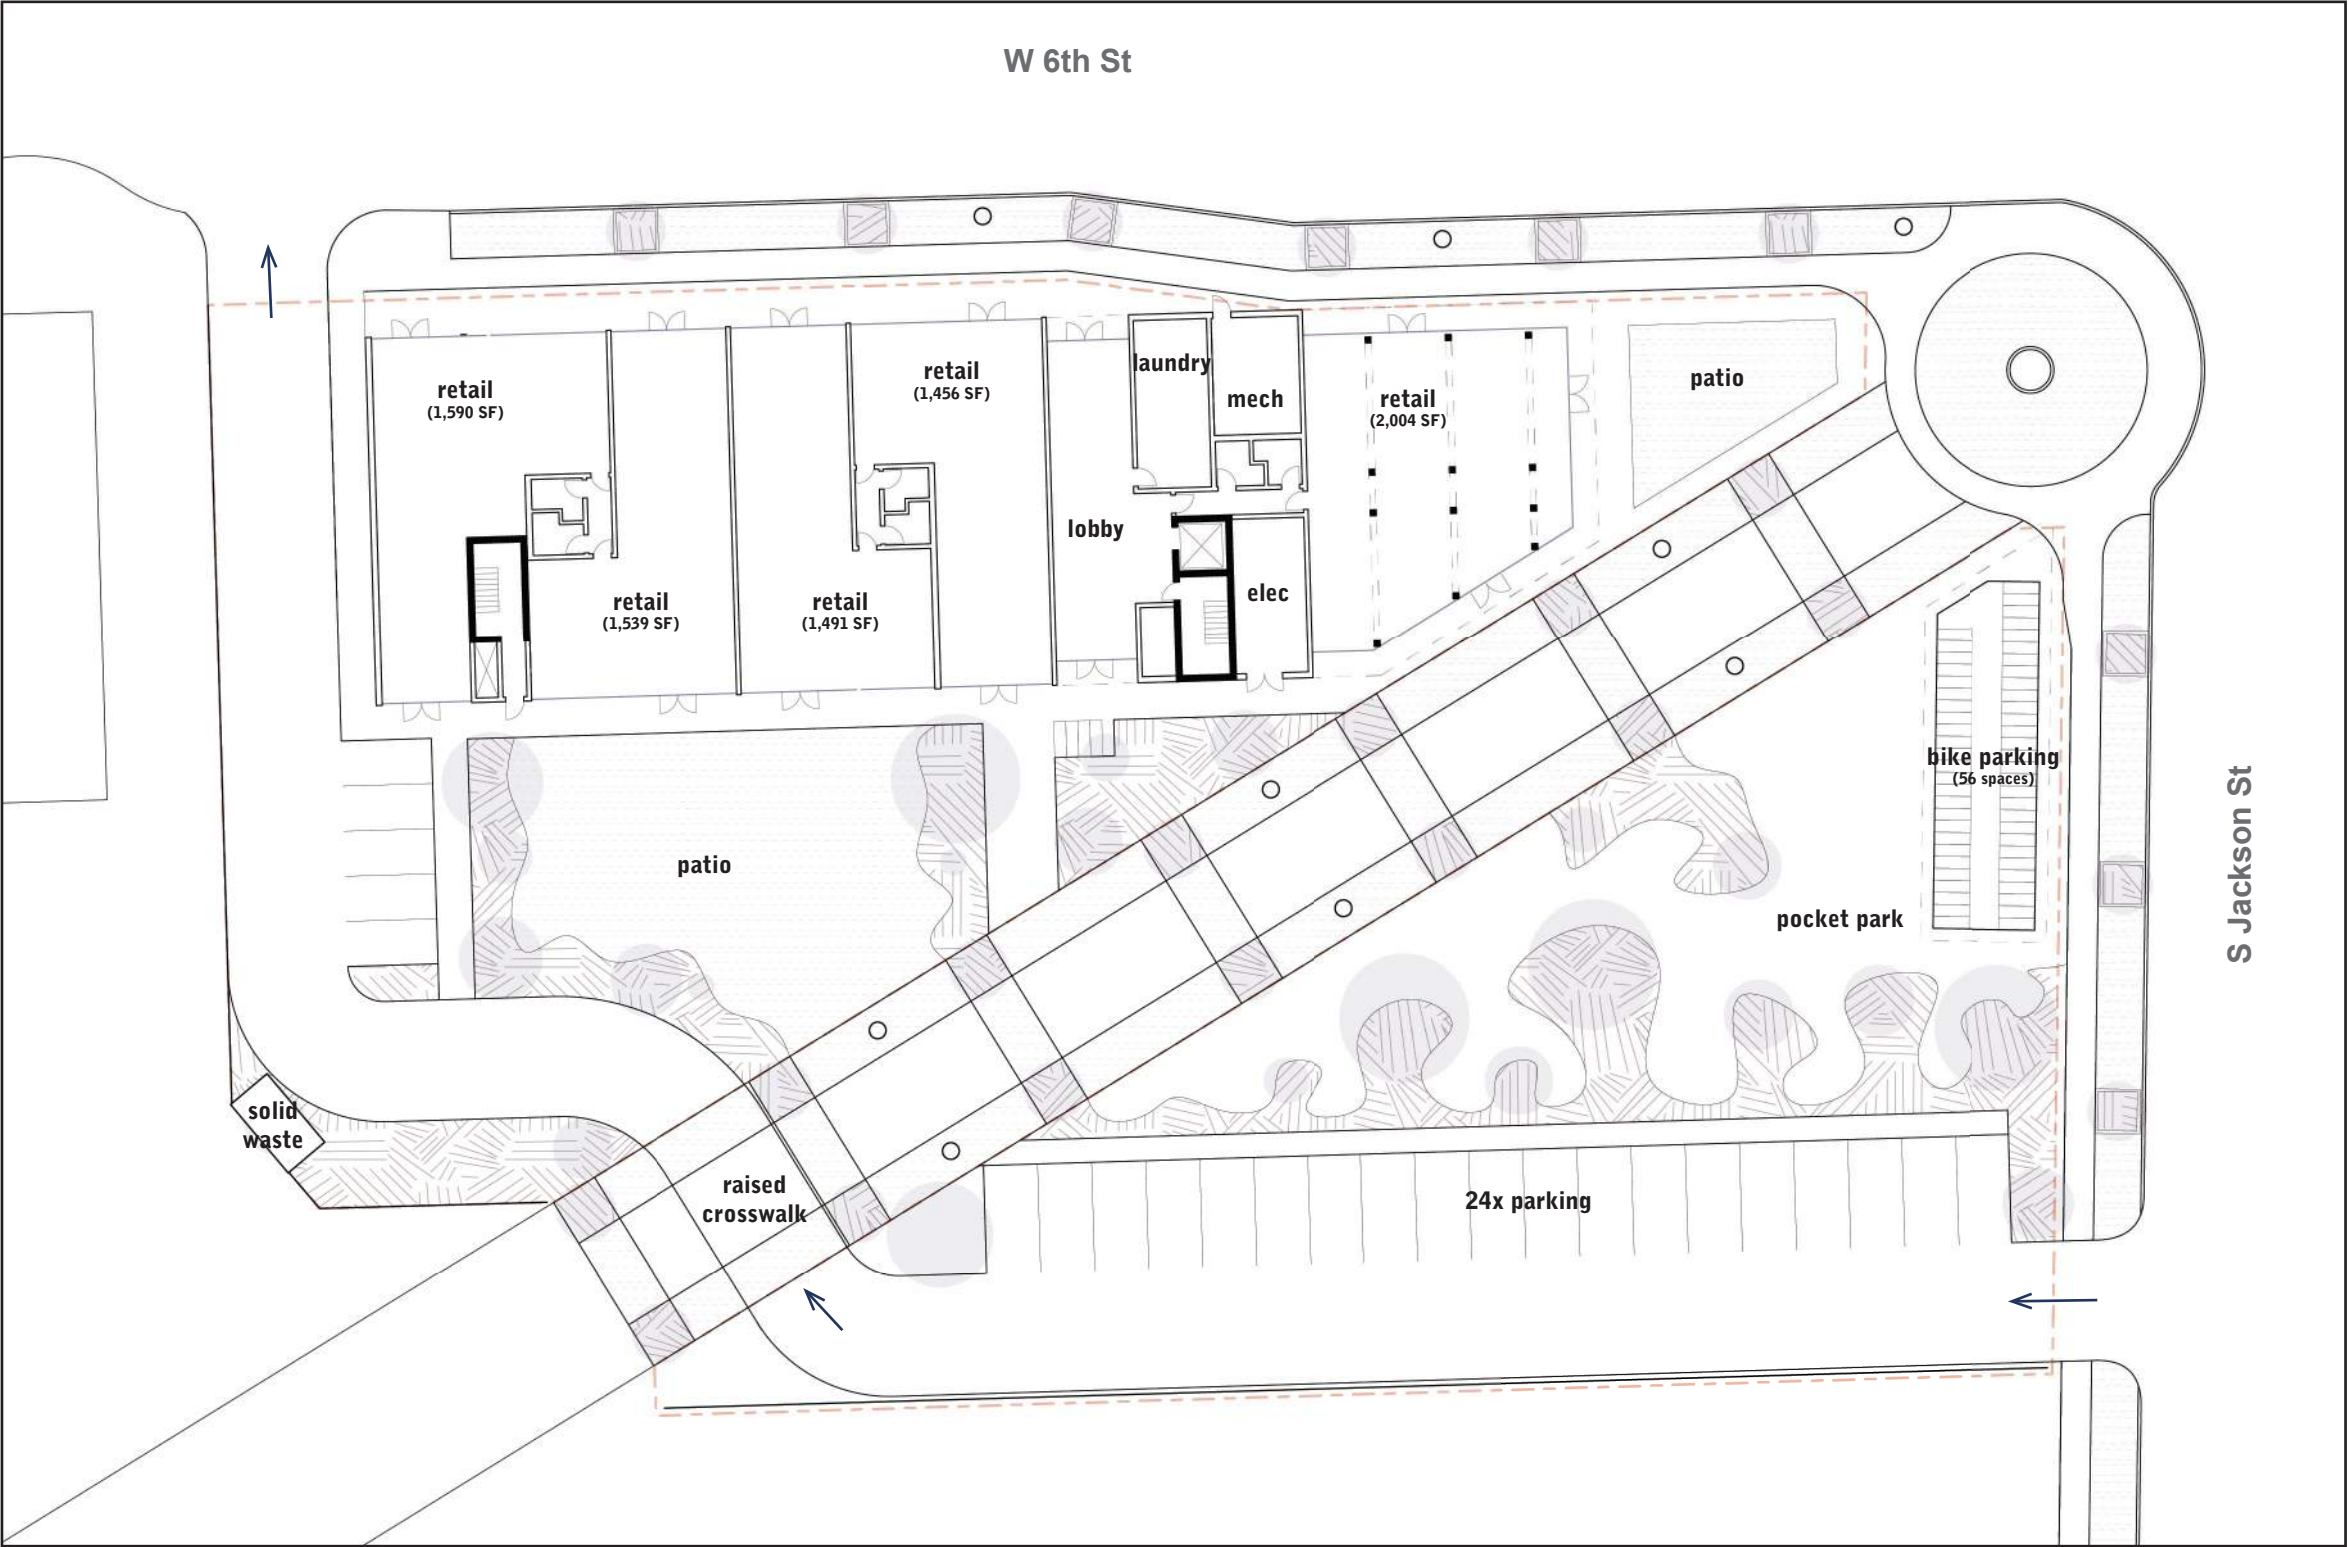 W 6th St
retail
(1,590 SF)
retail
(1,456 SF)
laundry
mech
retail
(2,004 SF)
patio
lobby
elec
retail
(1,539 SF)
retail
(1,491 SF)
bike parking
(56 spaces)
S Jackson St
patio
pocket park
solid
waste
raised
crosswalk
24x parking